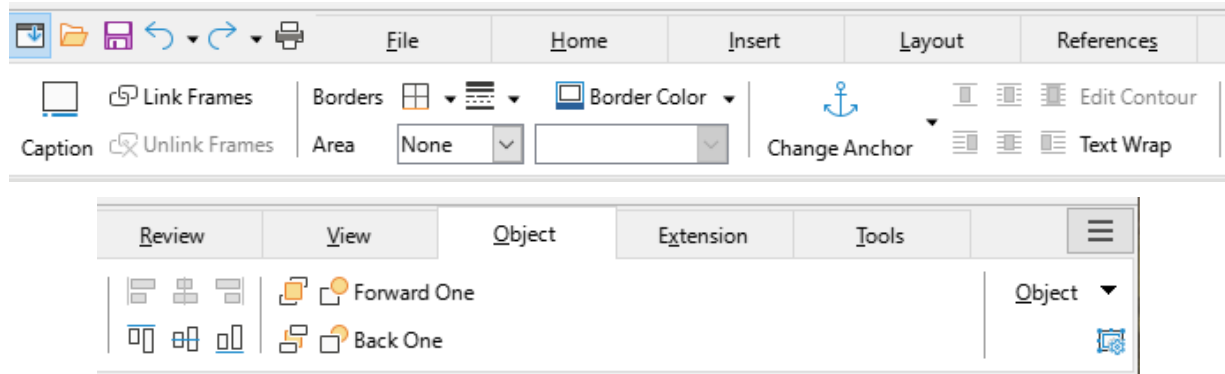 File Home Insert Layout References
Link Frames Borders Border Color Edit Contour
Caption Unlink Frames Area None Change Anchor Text Wrap
Review View Object Extension Tools
Forward One Object
Back One